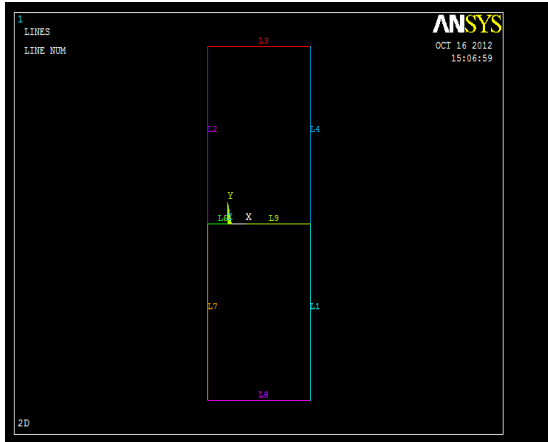 1
LINES
LINE NUM
ANSYS
OCT 16 2012
15:06:59
L3
L2
L4
Y
L6
X
L9
L7
L1
L8
2D